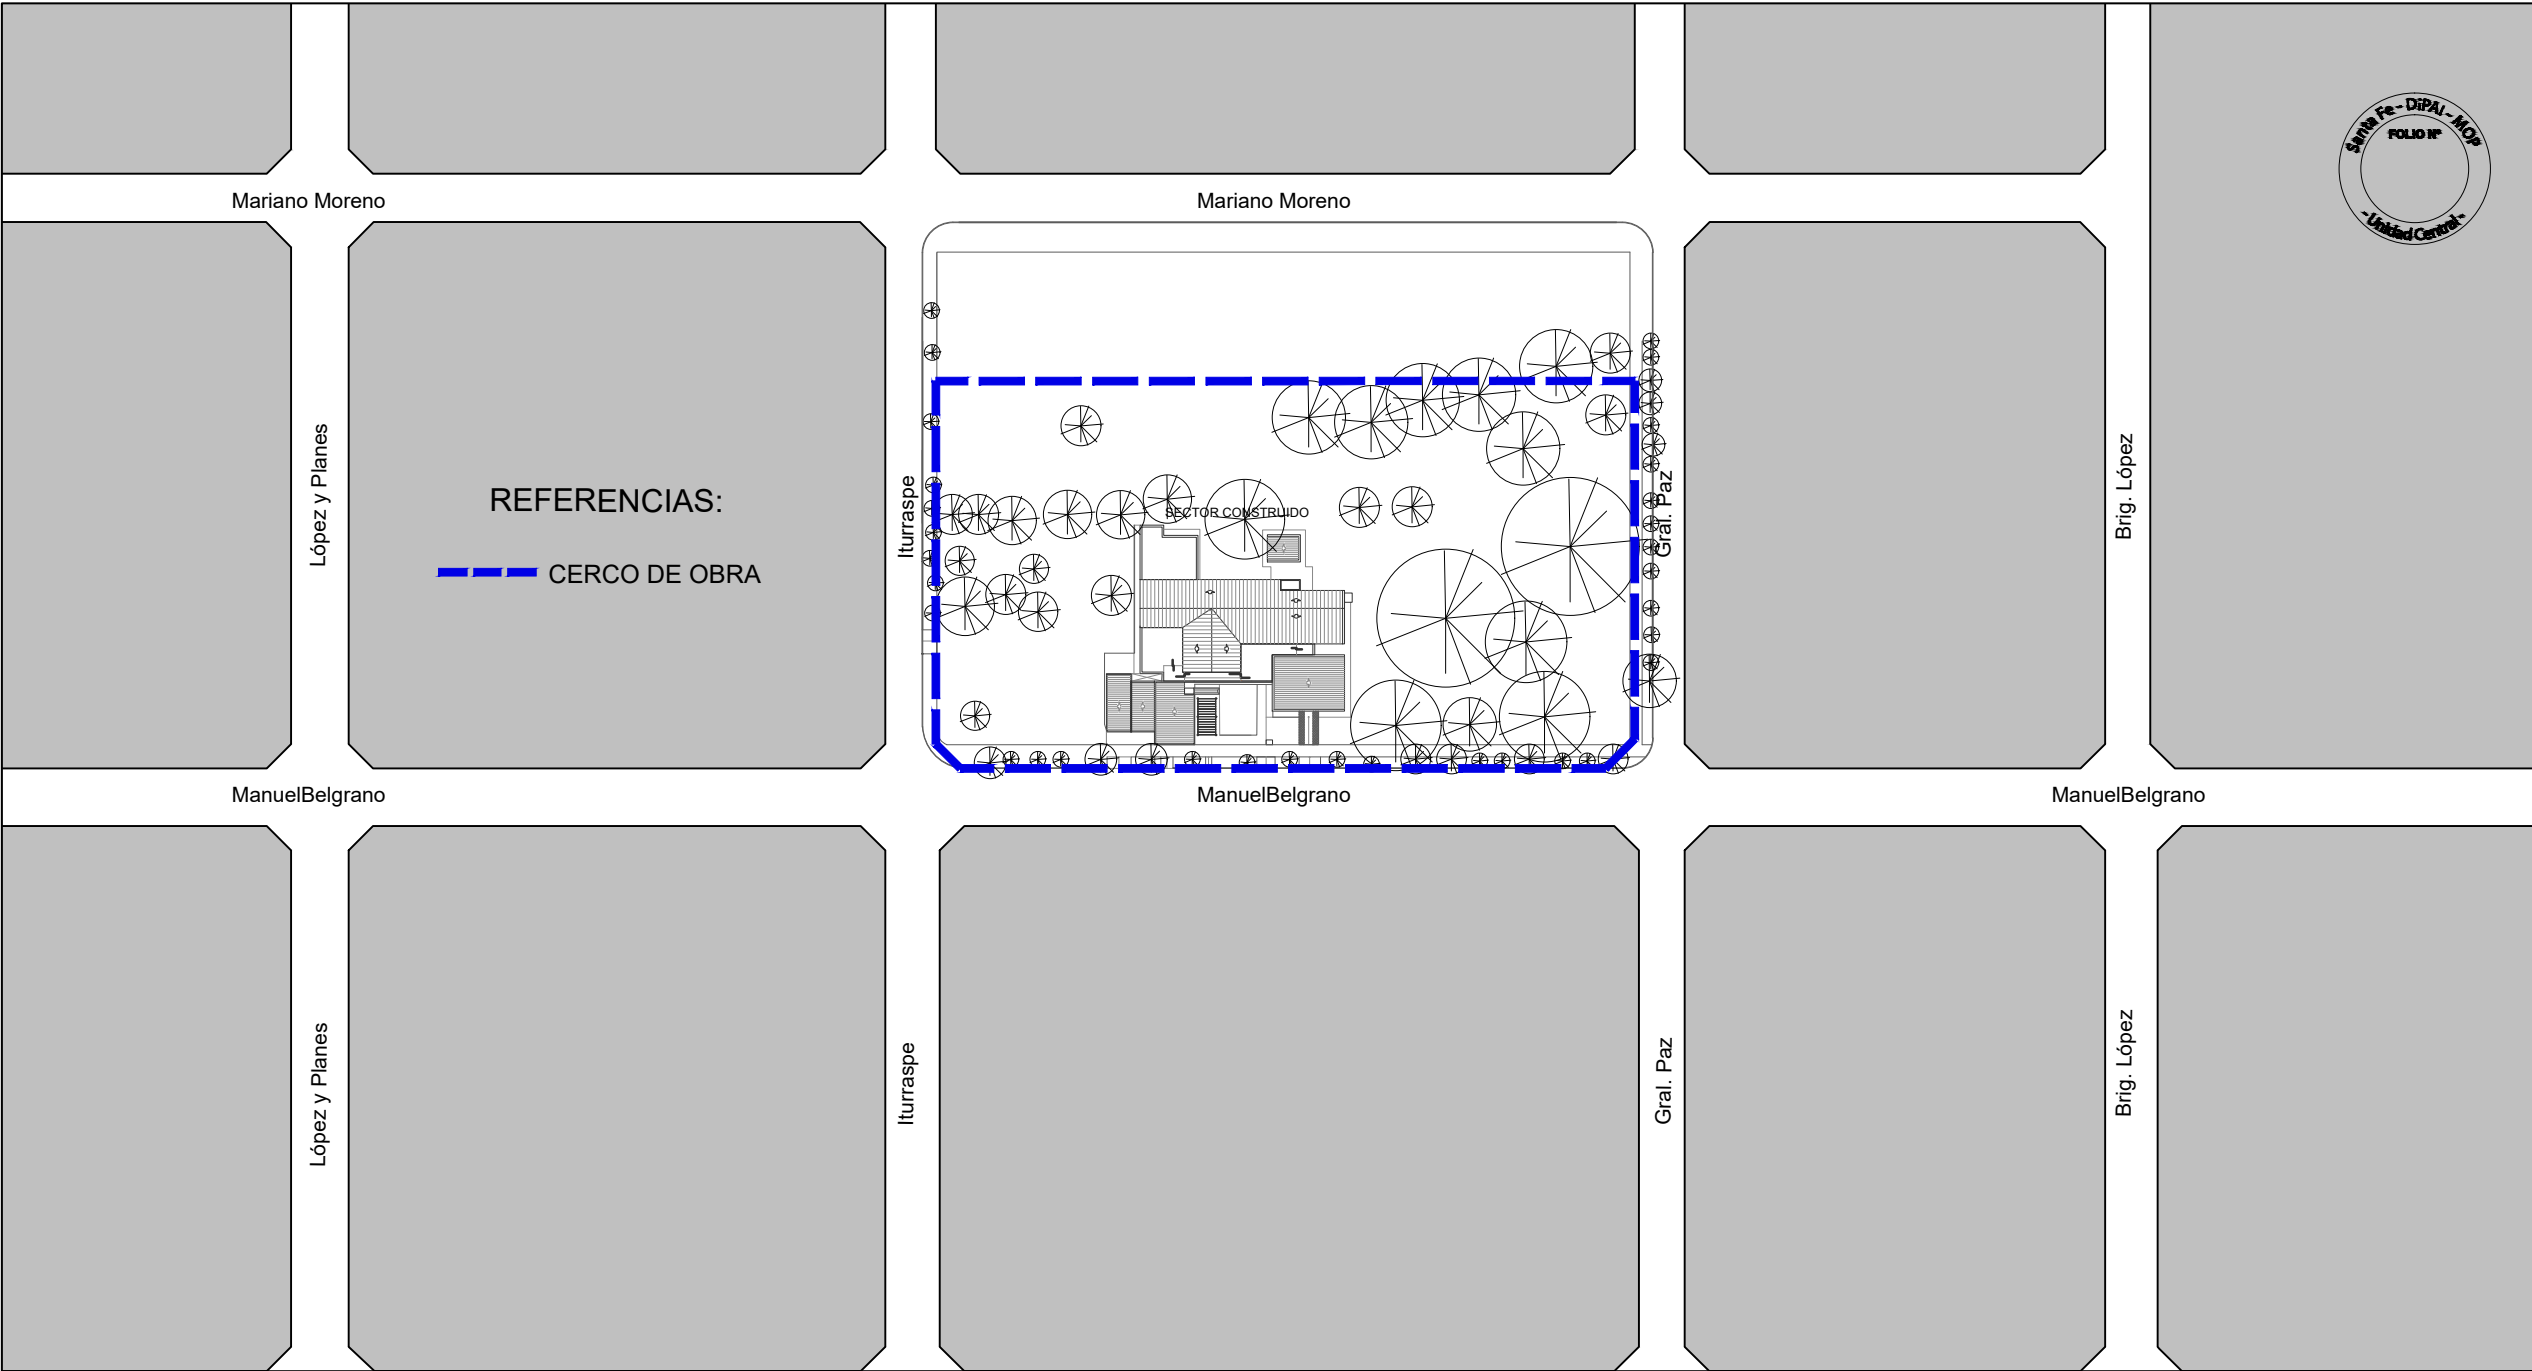 Santa Fe - DiPAI - MOP
FOLIO Nº
- Unidad Central -
Mariano Moreno
Mariano Moreno
López y Planes
REFERENCIAS:
CERCO DE OBRA
Iturraspe
SECTOR CONSTRUIDO
Gral. Paz
Brig. López
ManuelBelgrano
ManuelBelgrano
ManuelBelgrano
López y Planes
Iturraspe
Gral. Paz
Brig. López